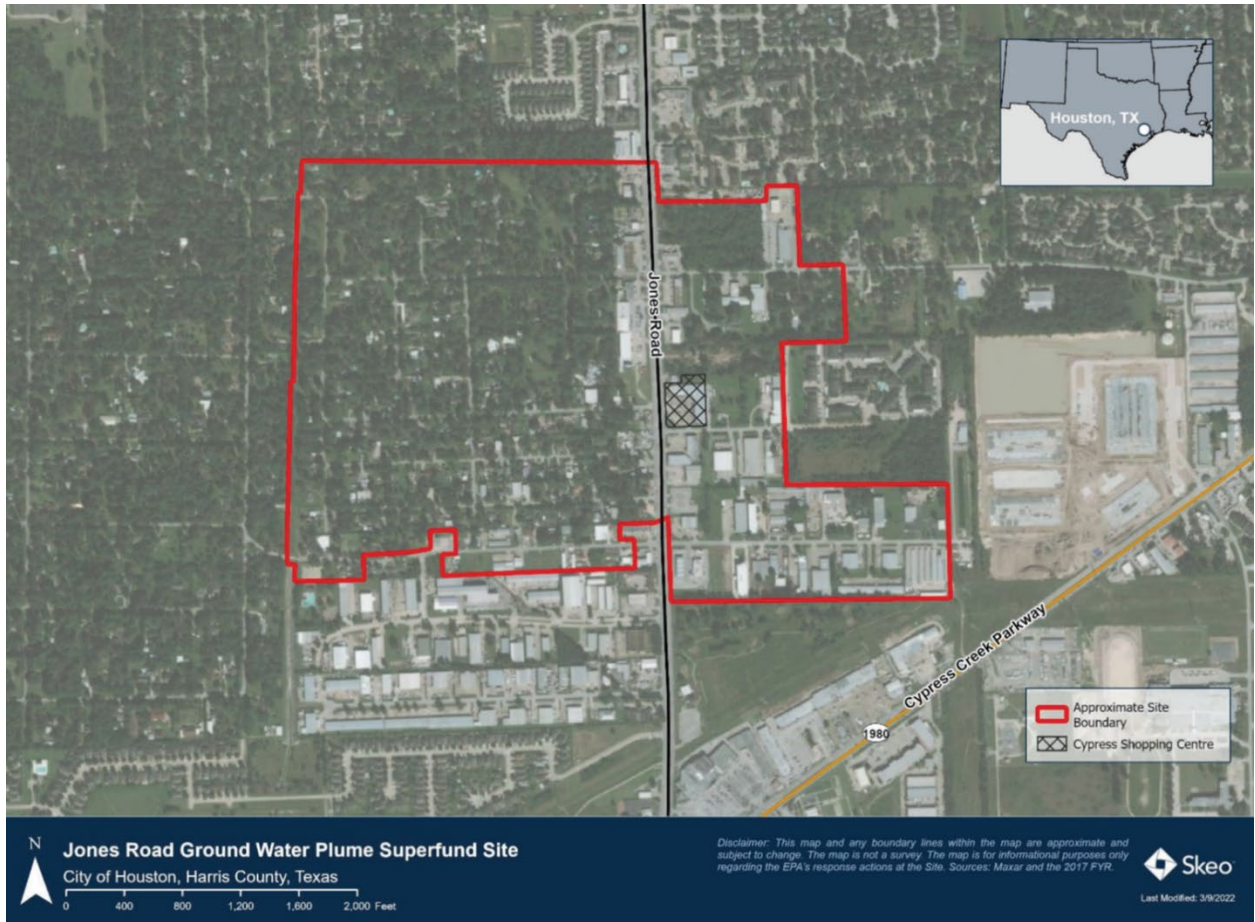 Houston, TX
Jones Road
Cypress Creek Parkway
1980
Approximate Site
Boundary
Cypress Shopping Centre
N
Jones Road Ground Water Plume Superfund Site
City of Houston, Harris County, Texas
0 400 800 1,200 1,600 2,000 Feet
Disclaimer: This map and any boundary lines within the map are approximate and
subject to change. The map is not a survey. The map is for informational purposes only
regarding the EPA's response actions at the Site. Sources: Maxar and the 2017 FYR.
Skeo
Last Modified: 3/9/2022